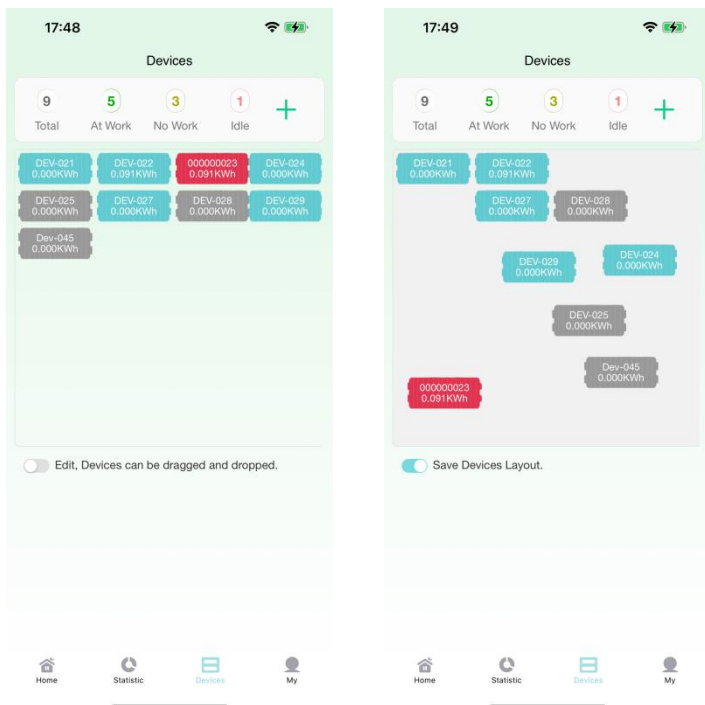 17:48
Devices
9 5 3 1
Total At Work No Work Idle
DEV-021 DEV-022 000000023 DEV-024
0.000KWh 0.091KWh 0.091KWh 0.000KWh
DEV-025 DEV-027 DEV-028 DEV-029
0.000KWh 0.000KWh 0.000KWh 0.000KWh
Dev-045
0.000KWh
Edit, Devices can be dragged and dropped.
Home Statistic Devices My
17:49
Devices
9 5 3 1
Total At Work No Work Idle
DEV-021 DEV-022
0.000KWh 0.091KWh
DEV-027 DEV-028
0.000KWh 0.000KWh
DEV-024
0.000KWh
DEV-029
0.000KWh
DEV-025
0.000KWh
Dev-045
0.000KWh
000000023
0.091KWh
Save Devices Layout.
Home Statistic Devices My